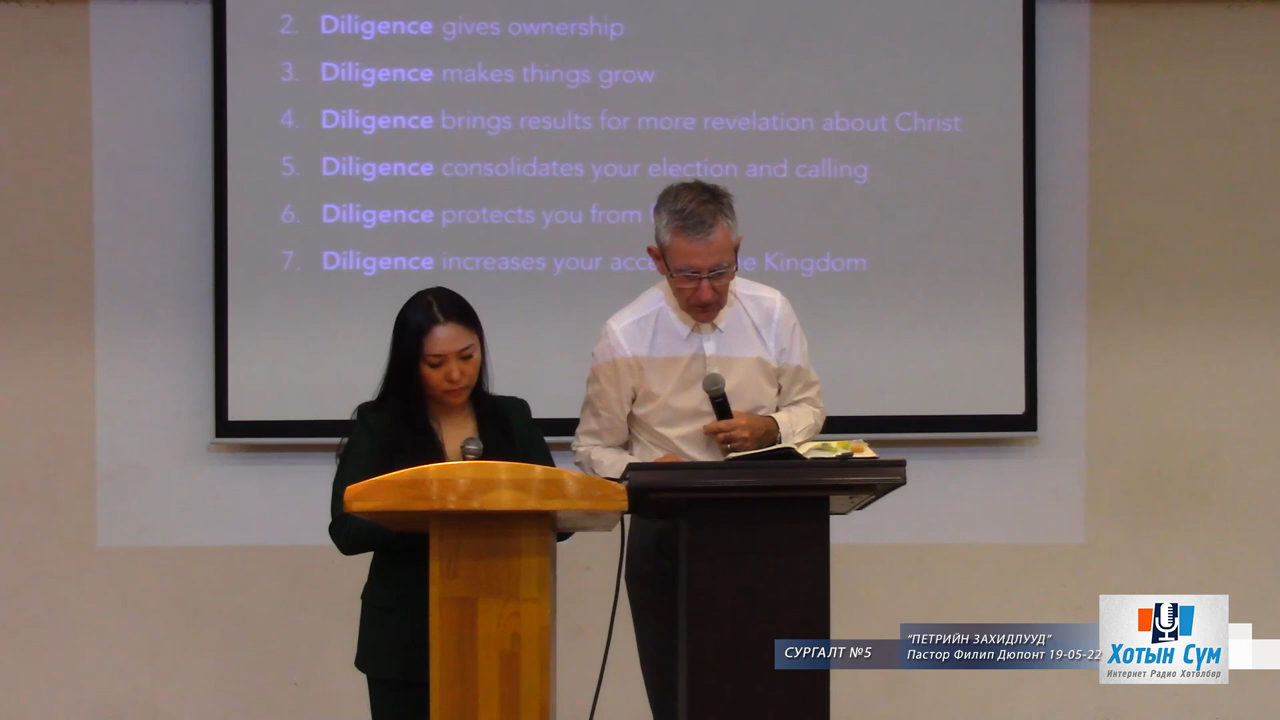 2. Diligence gives ownership
3. Diligence makes things grow
4. Diligence brings results for more revelation about Christ
5. Diligence consolidates your election and calling
6. Diligence protects you from
7. Diligence increases your Kingdom
СУРГАЛТ №5
"ПЕТРИЙН ЗАХИДЛУУД"
Пастор Филип Дюпонт 19-05-22
Хотын Сүм
Интернет Радио Хөтөлбөр